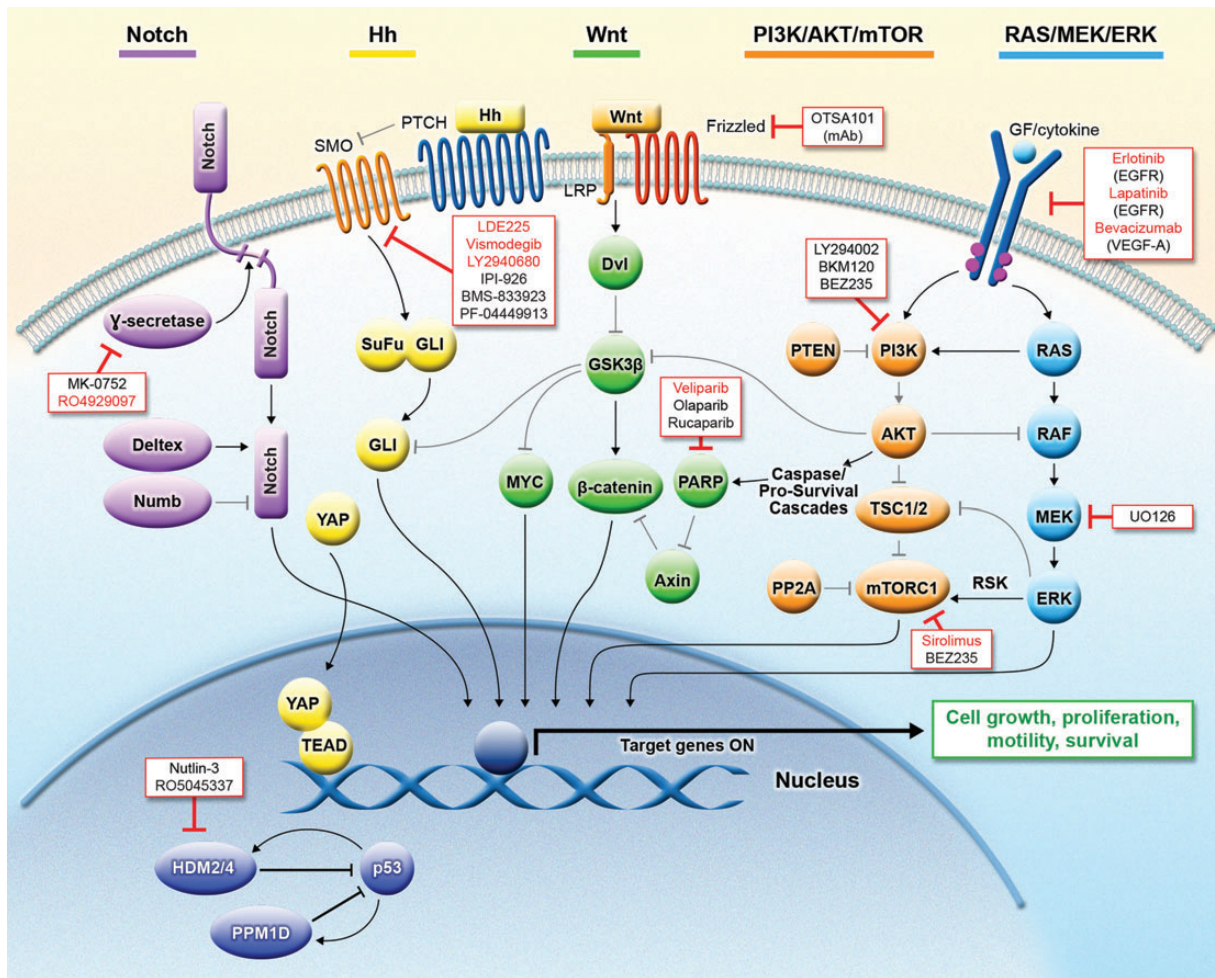 Notch
Hh
Wnt
PI3K/AKT/mTOR
RAS/MEK/ERK
Notch
SMO
PTCH
Hh
Wnt
LRP
Frizzled
OTSA101
(mAb)
GF/cytokine
Erlotinib
(EGFR)
Lapatinib
(EGFR)
Bevacizumab
(VEGF-A)
LDE225
Vismodegib
LY2940680
IPI-926
BMS-833923
PF-04449913
Dvl
LY294002
BKM120
BEZ235
Ɣ-secretase
Notch
MK-0752
RO4929097
SuFu
GLI
GSK3β
PTEN
PI3K
RAS
Veliparib
Olaparib
Rucaparib
Deltex
Numb
Notch
GLI
MYC
β-catenin
PARP
Caspase/
Pro-Survival
Cascades
AKT
RAF
TSC1/2
MEK
UO126
YAP
Axin
PP2A
mTORC1
RSK
ERK
Sirolimus
BEZ235
YAP
TEAD
Target genes ON
Cell growth, proliferation,
motility, survival
Nucleus
Nutlin-3
RO5045337
HDM2/4
p53
PPM1D